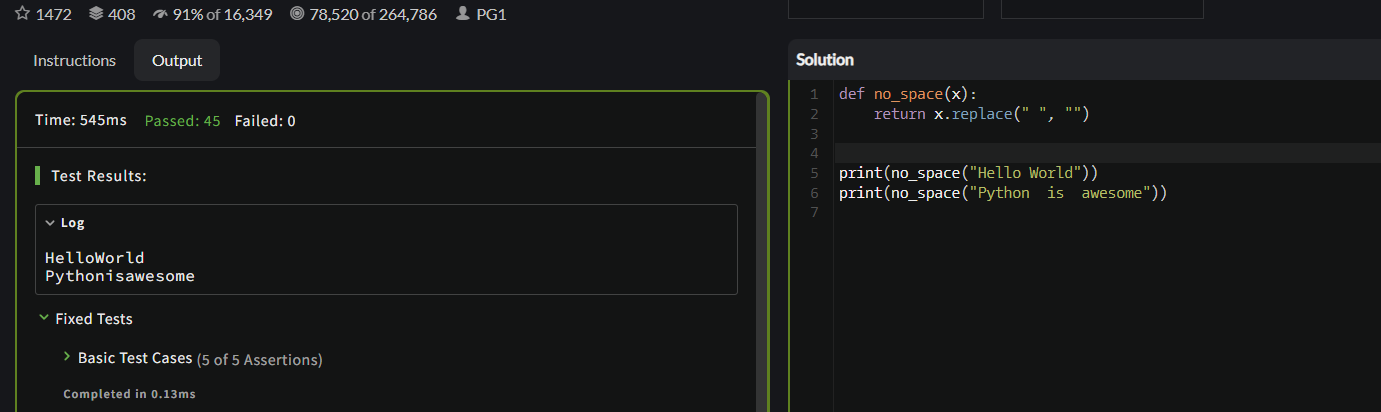 1472 408 91% of 16,349 78,520 of 264,786 PG1
Instructions Output
Time: 545ms Passed: 45 Failed: 0
Test Results:
Log
HelloWorld
Pythonisawesome
Fixed Tests
Basic Test Cases (5 of 5 Assertions)
Completed in 0.13ms
Solution
1 def no_space(x):
2     return x.replace(" ", "")
3
4
5 print(no_space("Hello World"))
6 print(no_space("Python  is  awesome"))
7